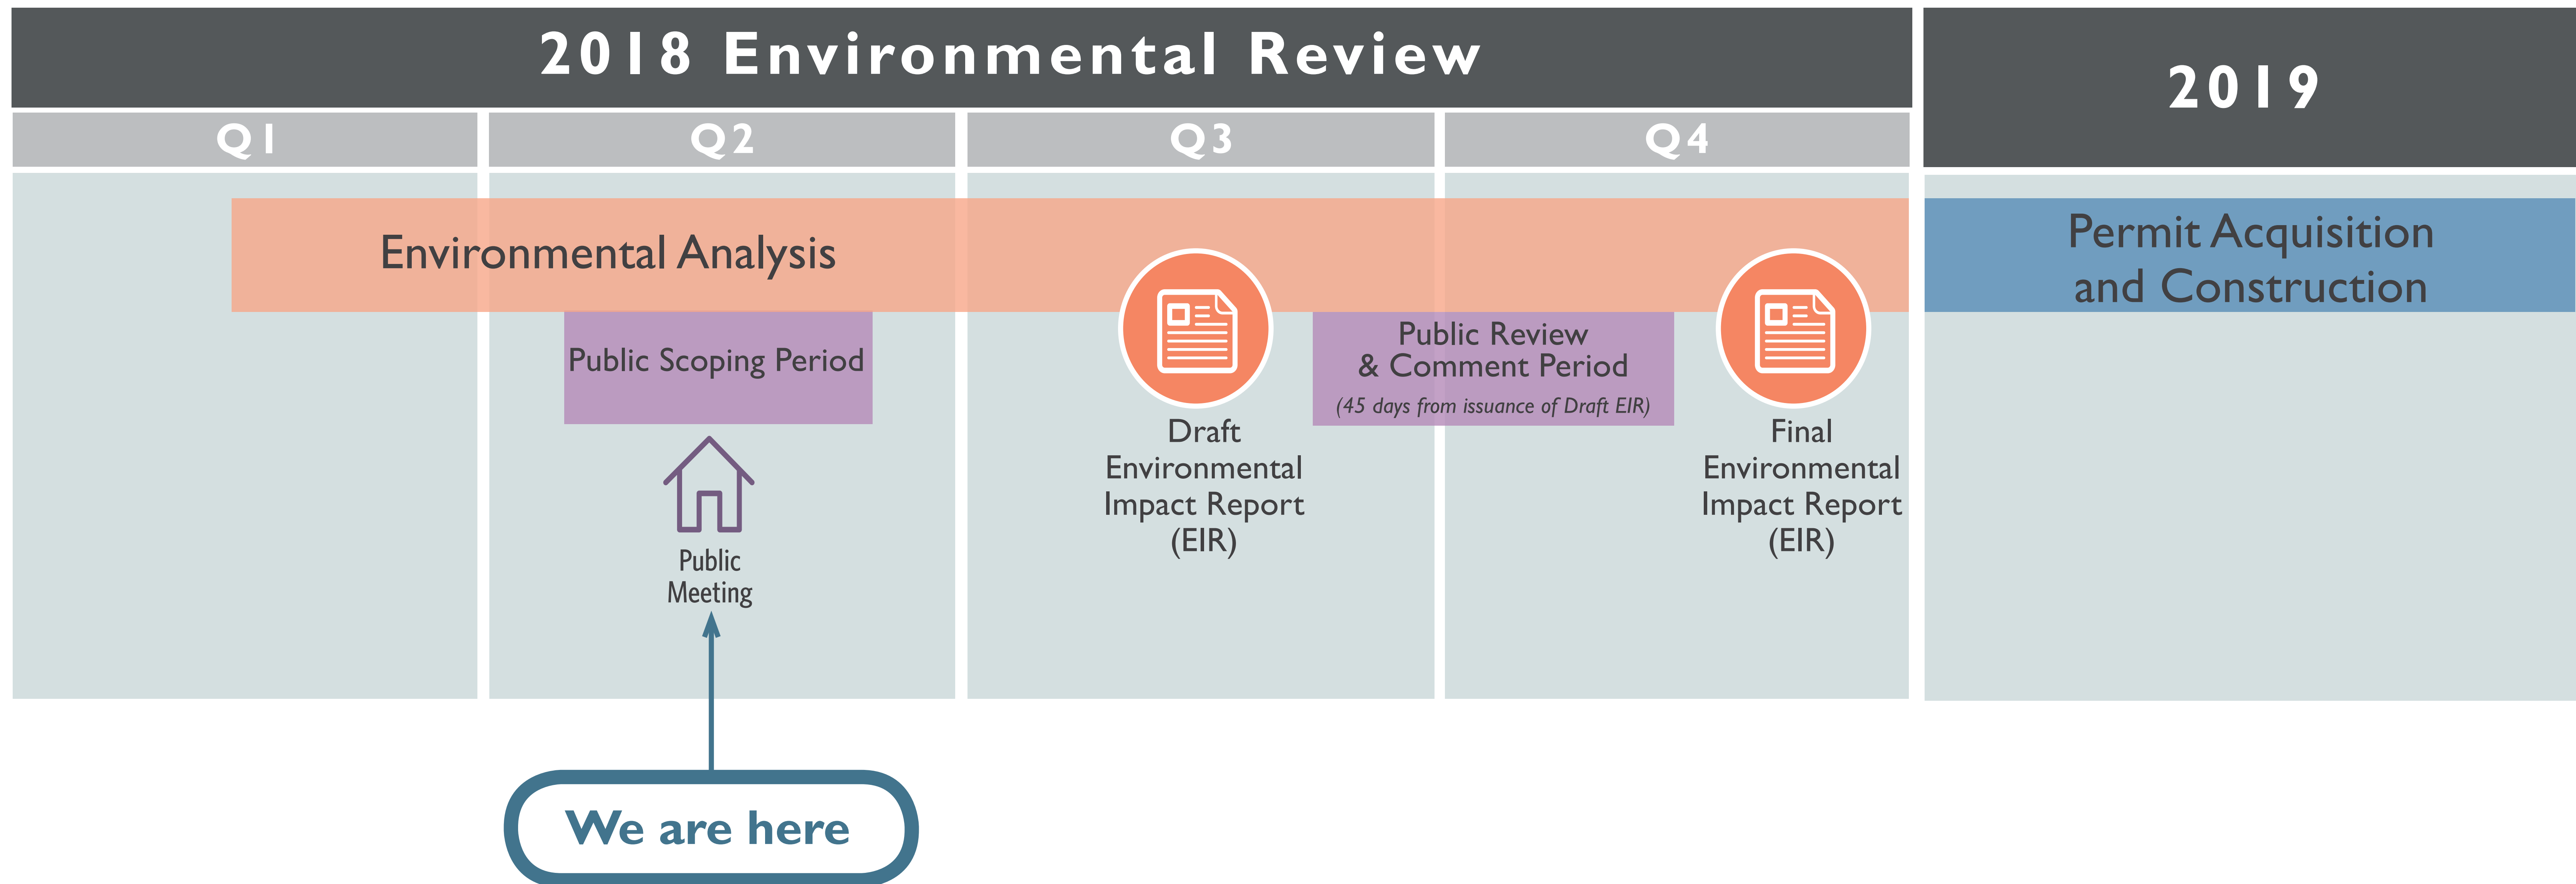 2018 Environmental Review
2019
Q1
Q2
Q3
Q4
Environmental Analysis
Permit Acquisition
and Construction
Public Scoping Period
Public Review
& Comment Period
(45 days from issuance of Draft EIR)
Draft
Environmental
Impact Report
(EIR)
Final
Environmental
Impact Report
(EIR)
Public
Meeting
We are here